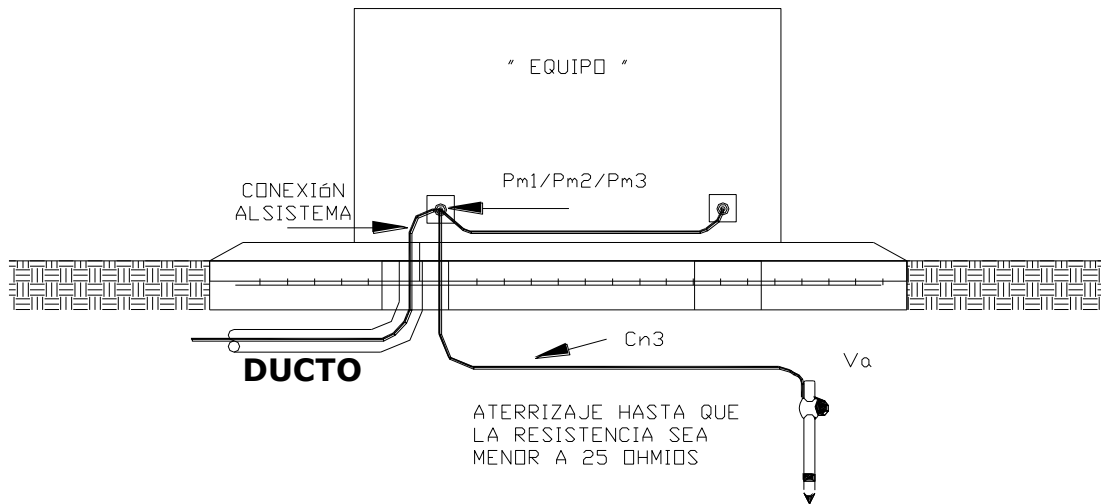 " EQUIPO "
Pm1/Pm2/Pm3
CONEXIóN
ALSISTEMA
Cn3
DUCTO
Va
ATERRIZAJE HASTA QUE
LA RESISTENCIA SEA
MENOR A 25 OHMIOS